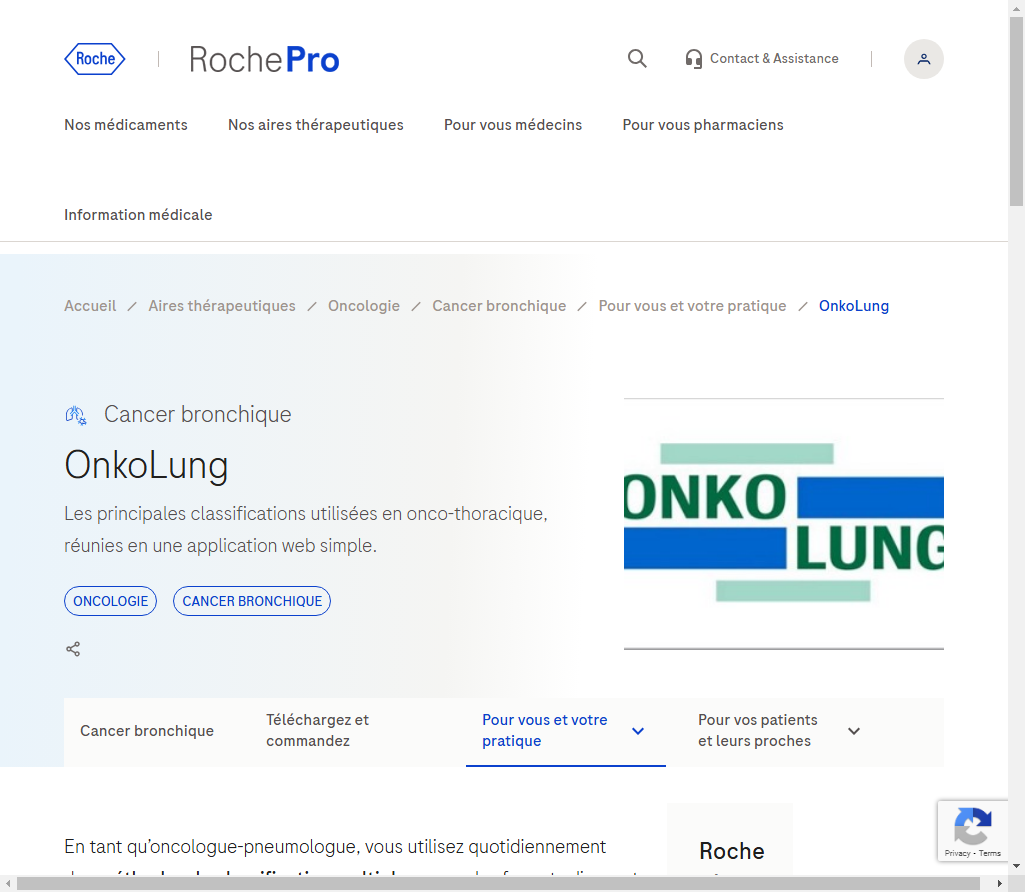 Roche
RochePro
Contact & Assistance
Nos médicaments
Nos aires thérapeutiques
Pour vous médecins
Pour vous pharmaciens
Information médicale
Accueil / Aires thérapeutiques / Oncologie / Cancer bronchique / Pour vous et votre pratique / OnkoLung
Cancer bronchique
OnkoLung
Les principales classifications utilisées en onco-thoracique,
réunies en une application web simple.
ONCOLOGIE
CANCER BRONCHIQUE
ONKO
LUNG
Cancer bronchique
Téléchargez et
commandez
Pour vous et votre
pratique
Pour vos patients
et leurs proches
En tant qu’oncologue-pneumologue, vous utilisez quotidiennement
Roche
Privacy - Terms